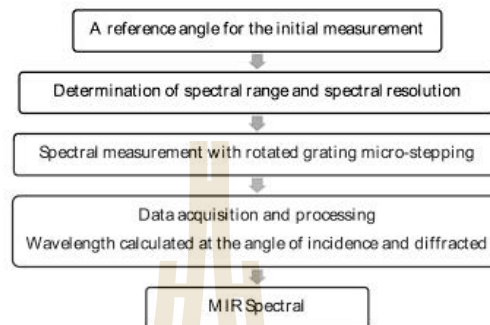 A reference angle for the initial measurement
Determination of spectral range and spectral resolution
Spectral measurement with rotated grating micro-stepping
Data acquisition and processing
Wavelength calculated at the angle of incidence and diffracted
MIR Spectral